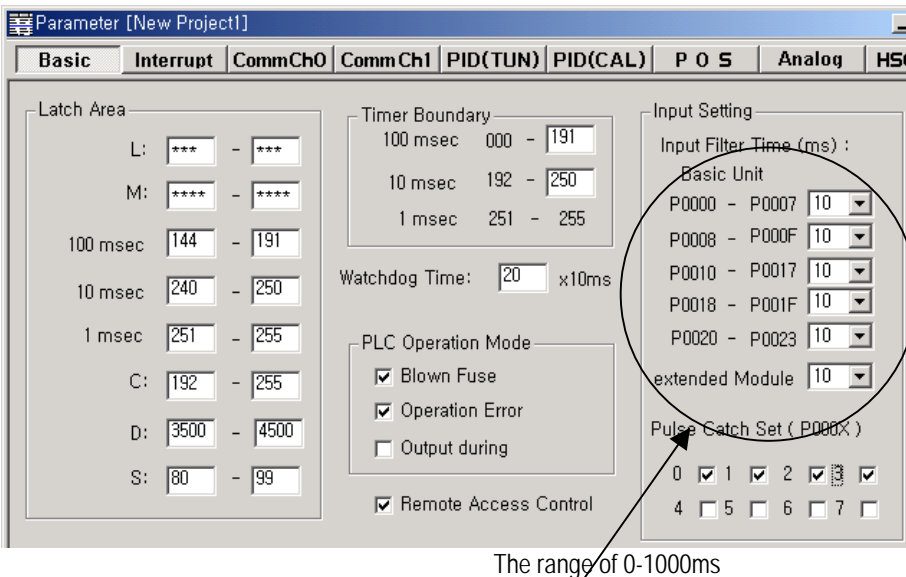 Parameter [New Project1]
Basic Interrupt CommCh0 CommCh1 PID(TUN) PID(CAL) P O S Analog
Latch Area
L: *** - ***
M: **** - ****
100 msec 144 - 191
10 msec 240 - 250
1 msec 251 - 255
C: 192 - 255
D: 3500 - 4500
S: 80 - 99
Timer Boundary
100 msec 000 - 191
10 msec 192 - 250
1 msec 251 - 255
Watchdog Time: 20 x10ms
PLC Operation Mode
Blown Fuse
Operation Error
Output during
Remote Access Control
Input Setting
Input Filter Time (ms) :
Basic Unit
P0000 - P0007 10
P0008 - P000F 10
P0010 - P0017 10
P0018 - P001F 10
P0020 - P0023 10
extended Module 10
Pulse Catch Set ( P000X )
0 1 2 3
4 5 6 7
The range of 0-1000ms